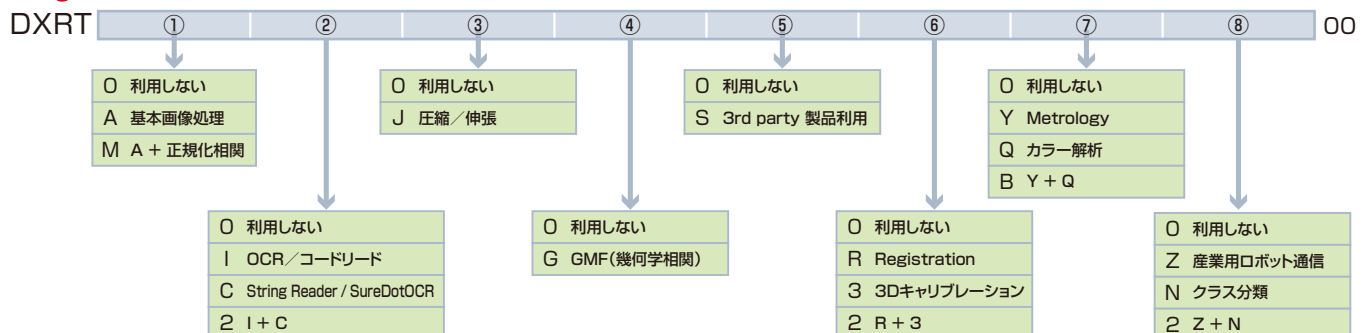 DXRT ① ② ③ ④ ⑤ ⑥ ⑦ ⑧ 00
0 利用しない
A 基本画像処理
M A + 正規化相関
0 利用しない
I OCR/コードリード
C String Reader / SureDotOCR
2 I + C
0 利用しない
J 圧縮/伸張
0 利用しない
G GMF(幾何学相関)
0 利用しない
S 3rd party 製品利用
0 利用しない
R Registration
3 3Dキャリブレーション
2 R + 3
0 利用しない
Y Metrology
Q カラー解析
B Y + Q
0 利用しない
Z 産業用ロボット通信
N クラス分類
2 Z + N